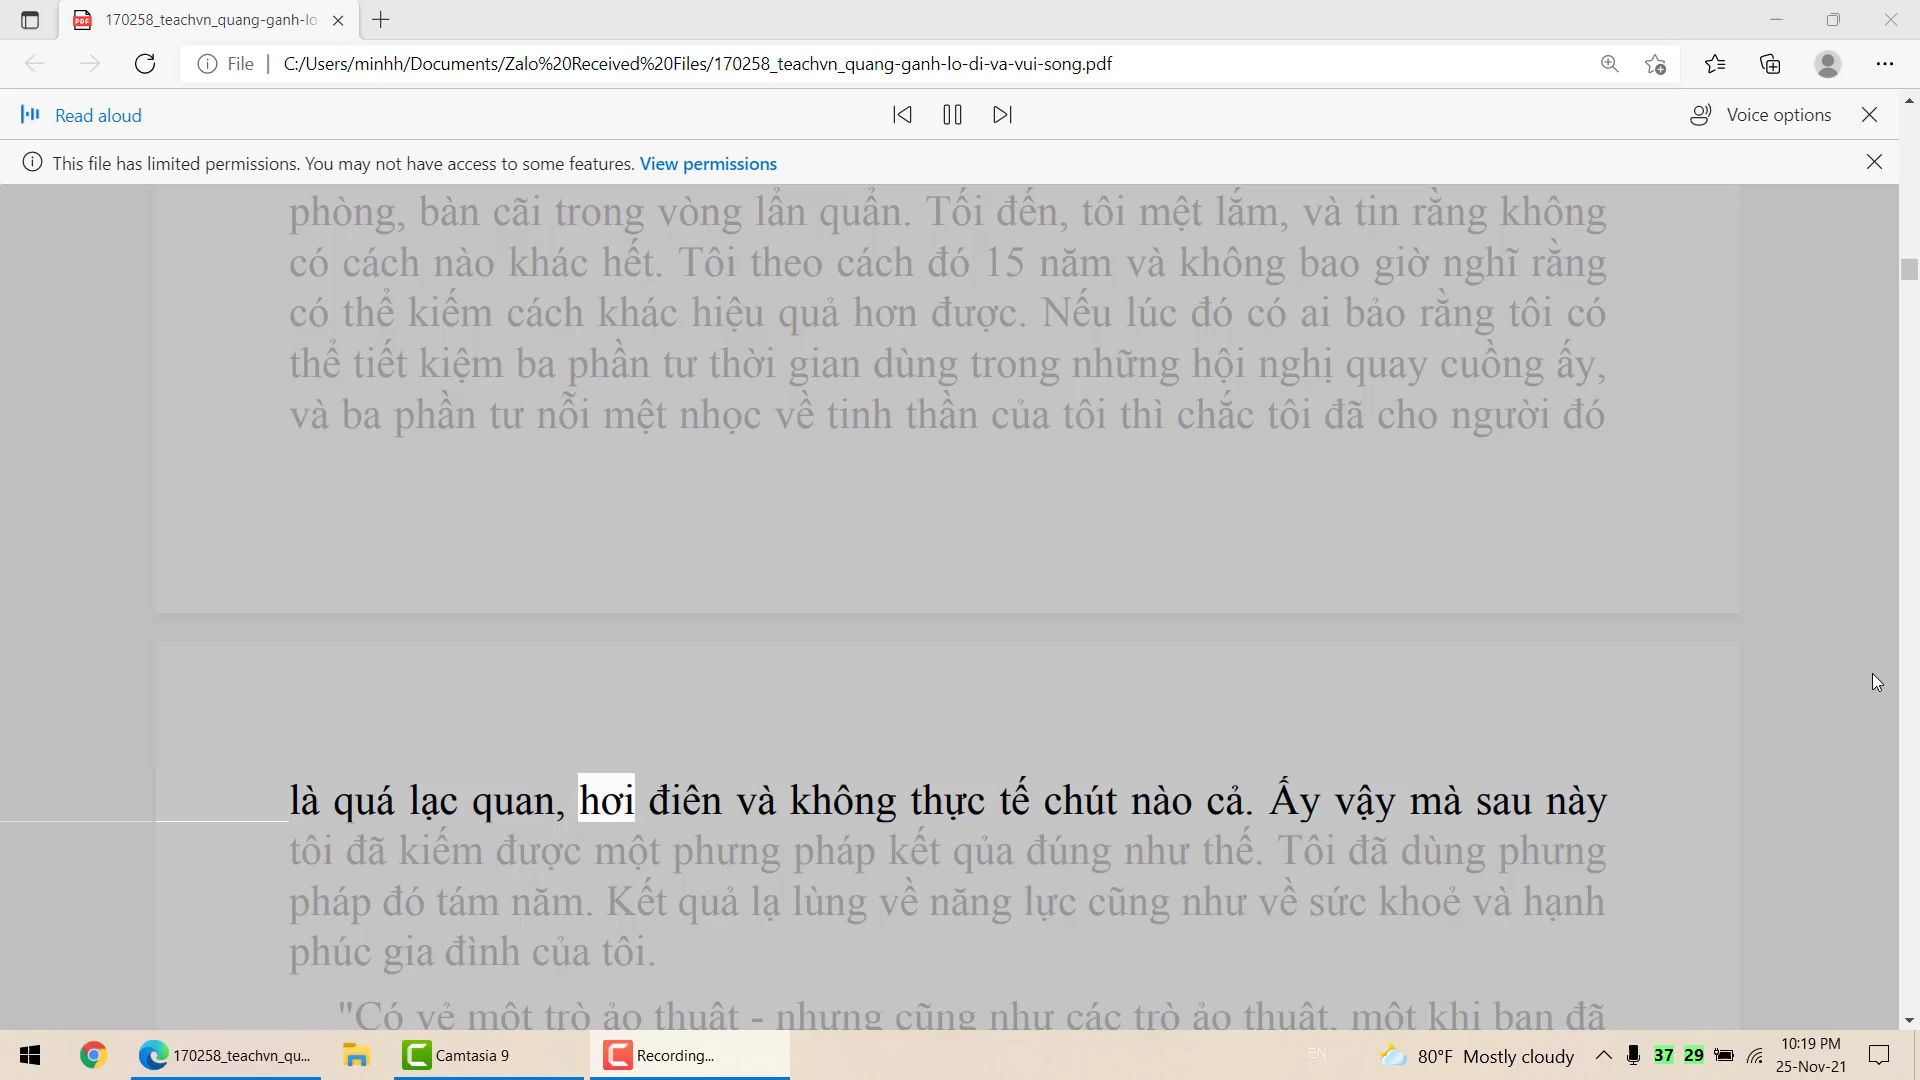 170258_teachvn_quang-ganh-lo
File
C:/Users/minhh/Documents/Zalo%20Received%20Files/170258_teachvn_quang-ganh-lo-di-va-vui-song.pdf
Read aloud
Voice options
This file has limited permissions. You may not have access to some features. View permissions
phòng, bàn cãi trong vòng lẩn quẩn. Tối đến, tôi mệt lắm, và tin rằng không
có cách nào khác hết. Tôi theo cách đó 15 năm và không bao giờ nghĩ rằng
có thể kiếm cách khác hiệu quả hơn được. Nếu lúc đó có ai bảo rằng tôi có
thể tiết kiệm ba phần tư thời gian dùng trong những hội nghị quay cuồng ấy,
và ba phần tư nỗi mệt nhọc về tinh thần của tôi thì chắc tôi đã cho người đó
là quá lạc quan, hơi điên và không thực tế chút nào cả. Ấy vậy mà sau này
tôi đã kiếm được một phưng pháp kết qủa đúng như thế. Tôi đã dùng phưng
pháp đó tám năm. Kết quả lạ lùng về năng lực cũng như về sức khoẻ và hạnh
phúc gia đình của tôi.
"Có vẻ một trò ảo thuật - nhưng cũng như các trò ảo thuật, một khi bạn đã
170258_teachvn_qu...
Camtasia 9
Recording...
EN
80°F Mostly cloudy
37
29
10:19 PM
25-Nov-21